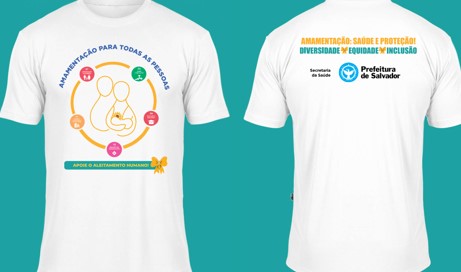 AMAMENTAÇÃO PARA TODAS AS PESSOAS
APOIE O ALEITAMENTO HUMANO!
AMAMENTAÇÃO: SAÚDE E PROTEÇÃO!
DIVERSIDADE EQUIDADE INCLUSÃO
Secretaria
de Saúde
Prefeitura
de Salvador